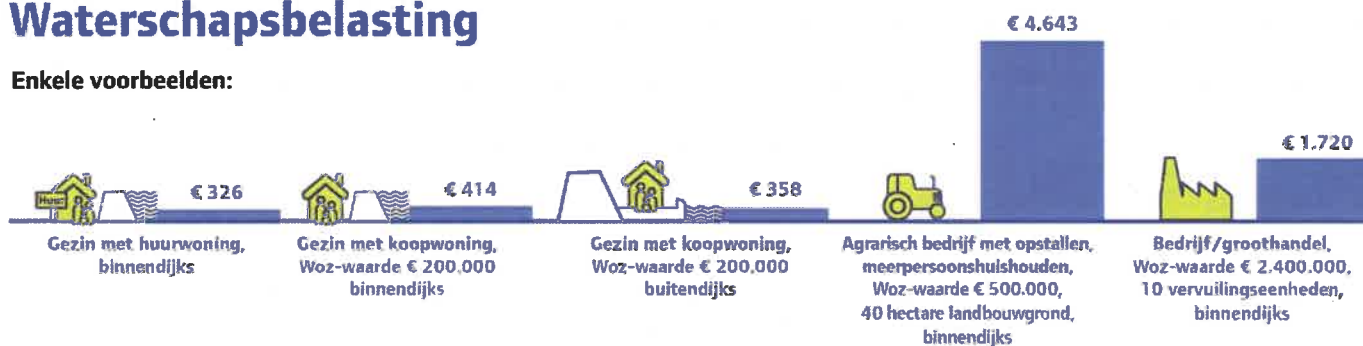 Waterschapsbelasting
Enkele voorbeelden:
€ 326
€ 414
€ 358
€ 4.643
€ 1.720
Huur
Gezin met huurwoning,
binnendijks
Gezin met koopwoning,
Woz-waarde € 200.000
binnendijks
Gezin met koopwoning,
Woz-waarde € 200.000
buitendijks
Agrarisch bedrijf met opstallen,
meerpersoonshuishouden,
Woz-waarde € 500.000,
40 hectare landbouwgrond,
binnendijks
Bedrijf/groothandel,
Woz-waarde € 2.400.000,
10 vervuilingseenheden,
binnendijks